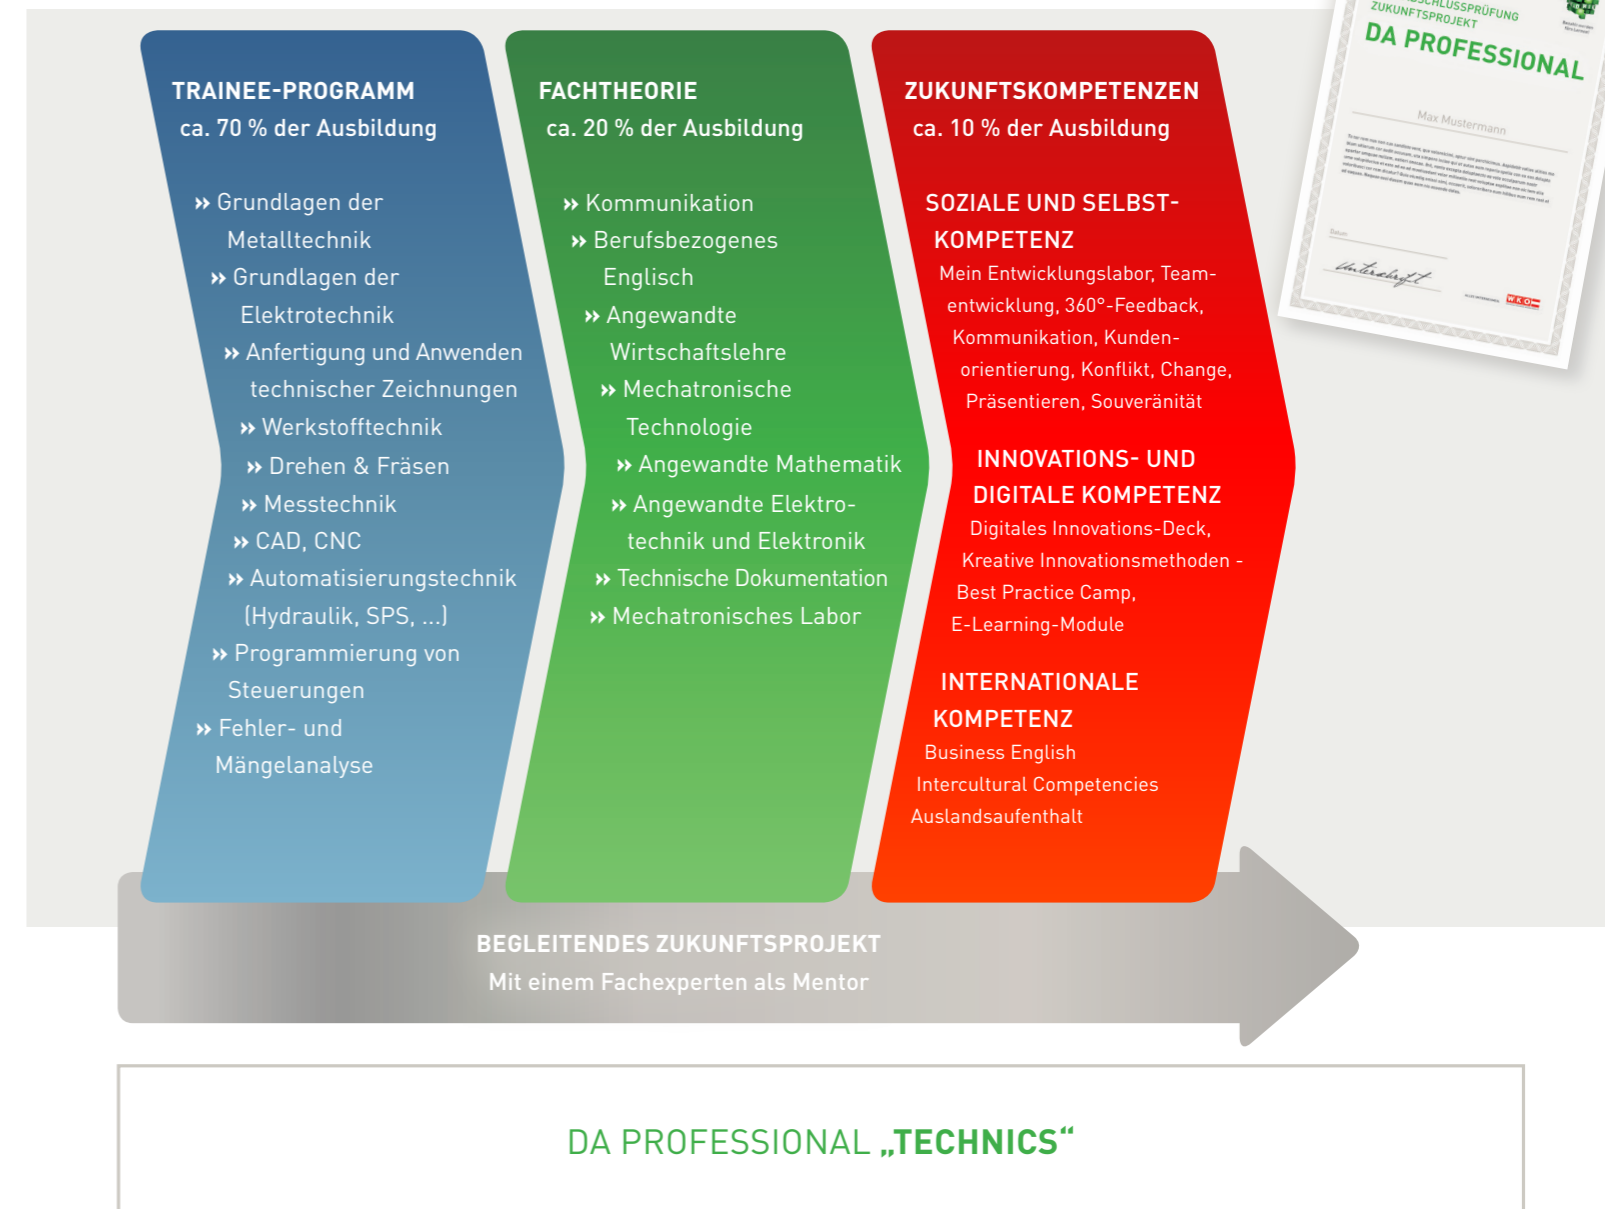 TRAINEE-PROGRAMM
ca. 70 % der Ausbildung
» Grundlagen der
Metalltechnik
» Grundlagen der
Elektrotechnik
» Anfertigung und Anwenden
technischer Zeichnungen
» Werkstofftechnik
» Drehen & Fräsen
» Messtechnik
» CAD, CNC
» Automatisierungstechnik
(Hydraulik, SPS, ...)
» Programmierung von
Steuerungen
» Fehler- und
Mängelanalyse
FACHTHEORIE
ca. 20 % der Ausbildung
» Kommunikation
» Berufsbezogenes
Englisch
» Angewandte
Wirtschaftslehre
» Mechatronische
Technologie
» Angewandte Mathematik
» Angewandte Elektro-
technik und Elektronik
» Technische Dokumentation
» Mechatronisches Labor
ZUKUNFTSKOMPETENZEN
ca. 10 % der Ausbildung
SOZIALE UND SELBST-
KOMPETENZ
Mein Entwicklungslabor, Team-
entwicklung, 360°-Feedback,
Kommunikation, Kunden-
orientierung, Konflikt, Change,
Präsentieren, Souveränität
INNOVATIONS- UND
DIGITALE KOMPETENZ
Digitales Innovations-Deck,
Kreative Innovationsmethoden -
Best Practice Camp,
E-Learning-Module
INTERNATIONALE
KOMPETENZ
Business English
Intercultural Competencies
Auslandsaufenthalt
ZUKUNFTSPROJEKT
DA PROFESSIONAL
Max Mustermann
Datum
Unterschrift
WKO
BEGLEITENDES ZUKUNFTSPROJEKT
Mit einem Fachexperten als Mentor
DA PROFESSIONAL „TECHNICS“